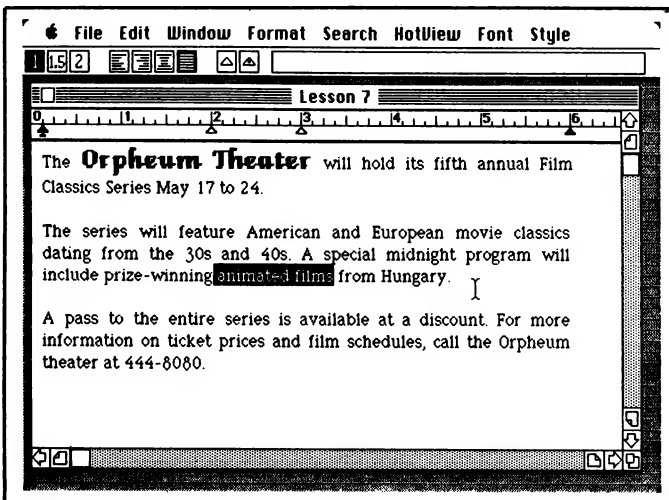 File Edit Window Format Search HotView Font Style
1 1.5 2
Lesson 7
0 1 2 3 4 5 6
The Orpheum Theater will hold its fifth annual Film
Classics Series May 17 to 24.
The series will feature American and European movie classics
dating from the 30s and 40s. A special midnight program will
include prize-winning animated films from Hungary.
A pass to the entire series is available at a discount. For more
information on ticket prices and film schedules, call the Orpheum
theater at 444-8080.